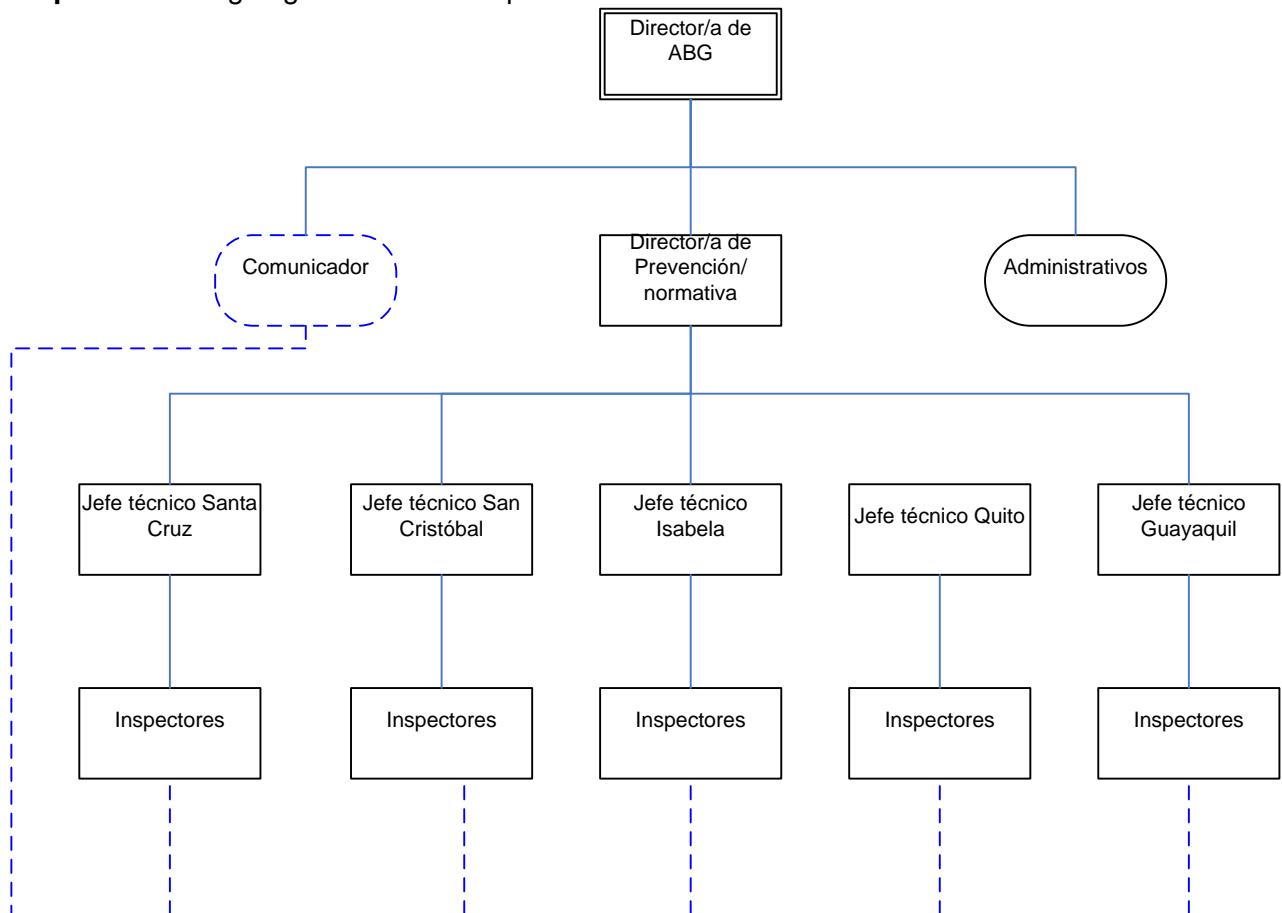 Director/a de
ABG
Comunicador
Director/a de
Prevención/
normativa
Administrativos
Jefe técnico Santa
Cruz
Jefe técnico San
Cristóbal
Jefe técnico
Isabela
Jefe técnico Quito
Jefe técnico
Guayaquil
Inspectores
Inspectores
Inspectores
Inspectores
Inspectores